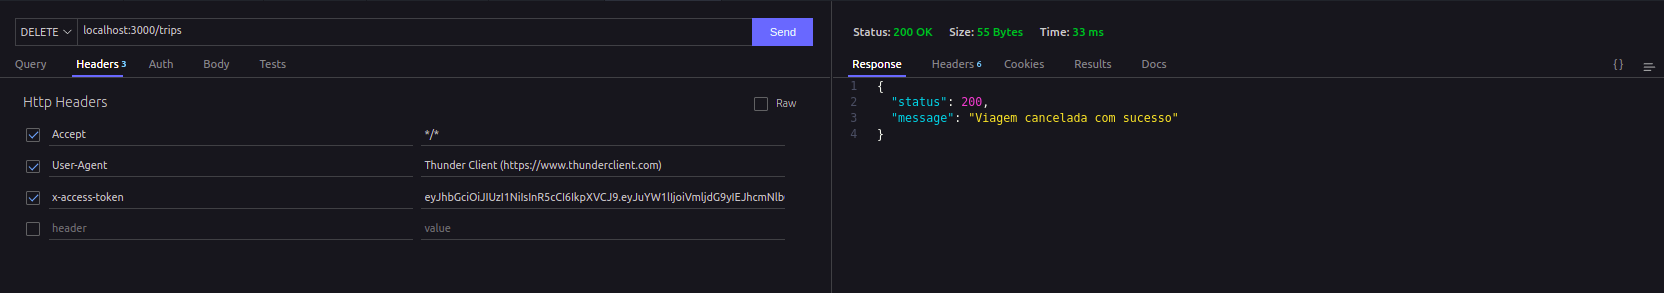 DELETE localhost:3000/trips Send
Query Headers 3 Auth Body Tests
Http Headers Raw
Accept */*
User-Agent Thunder Client (https://www.thunderclient.com)
x-access-token eyJhbGciOiJIUzI1NiIsInR5cCI6IkpXVCJ9.eyJuYW1lIjoiVmljdG9yIEJhcmNlb
header value
Status: 200 OK Size: 55 Bytes Time: 33 ms
Response Headers 6 Cookies Results Docs {}
1 {
2 "status": 200,
3 "message": "Viagem cancelada com sucesso"
4 }